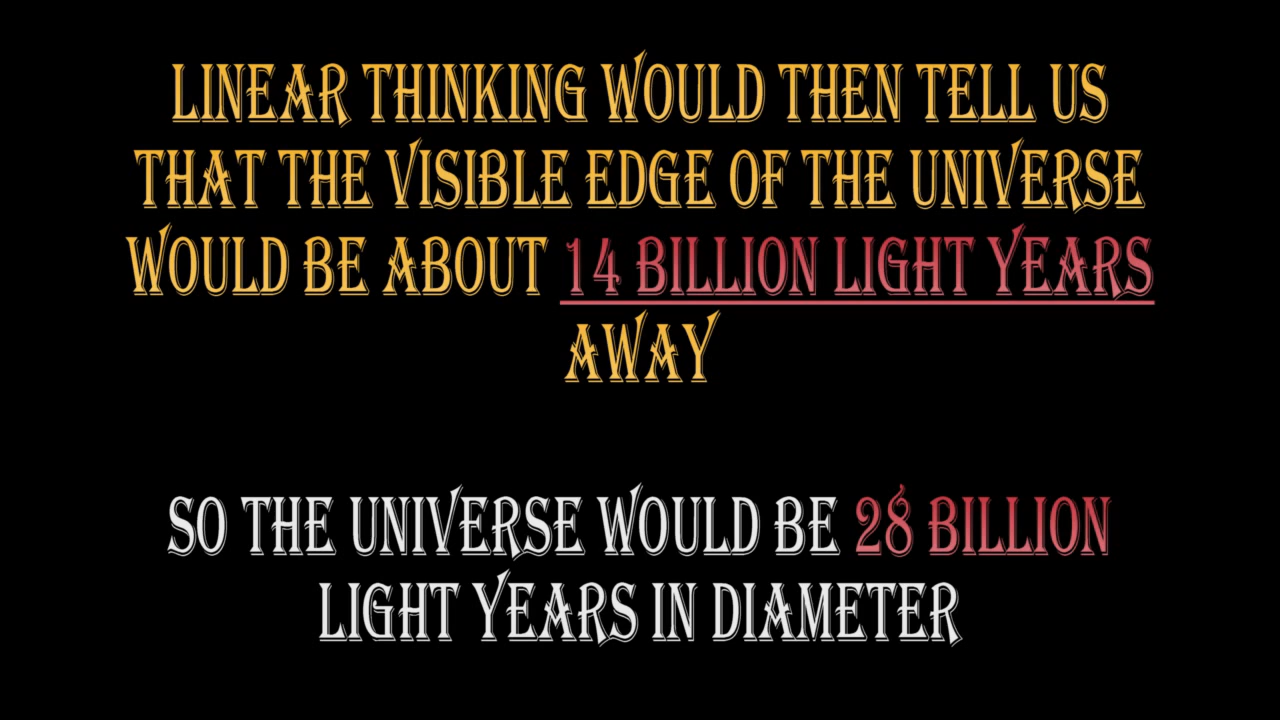 LINEAR THINKING WOULD THEN TELL US
THAT THE VISIBLE EDGE OF THE UNIVERSE
WOULD BE ABOUT 14 BILLION LIGHT YEARS
AWAY
SO THE UNIVERSE WOULD BE 28 BILLION
LIGHT YEARS IN DIAMETER